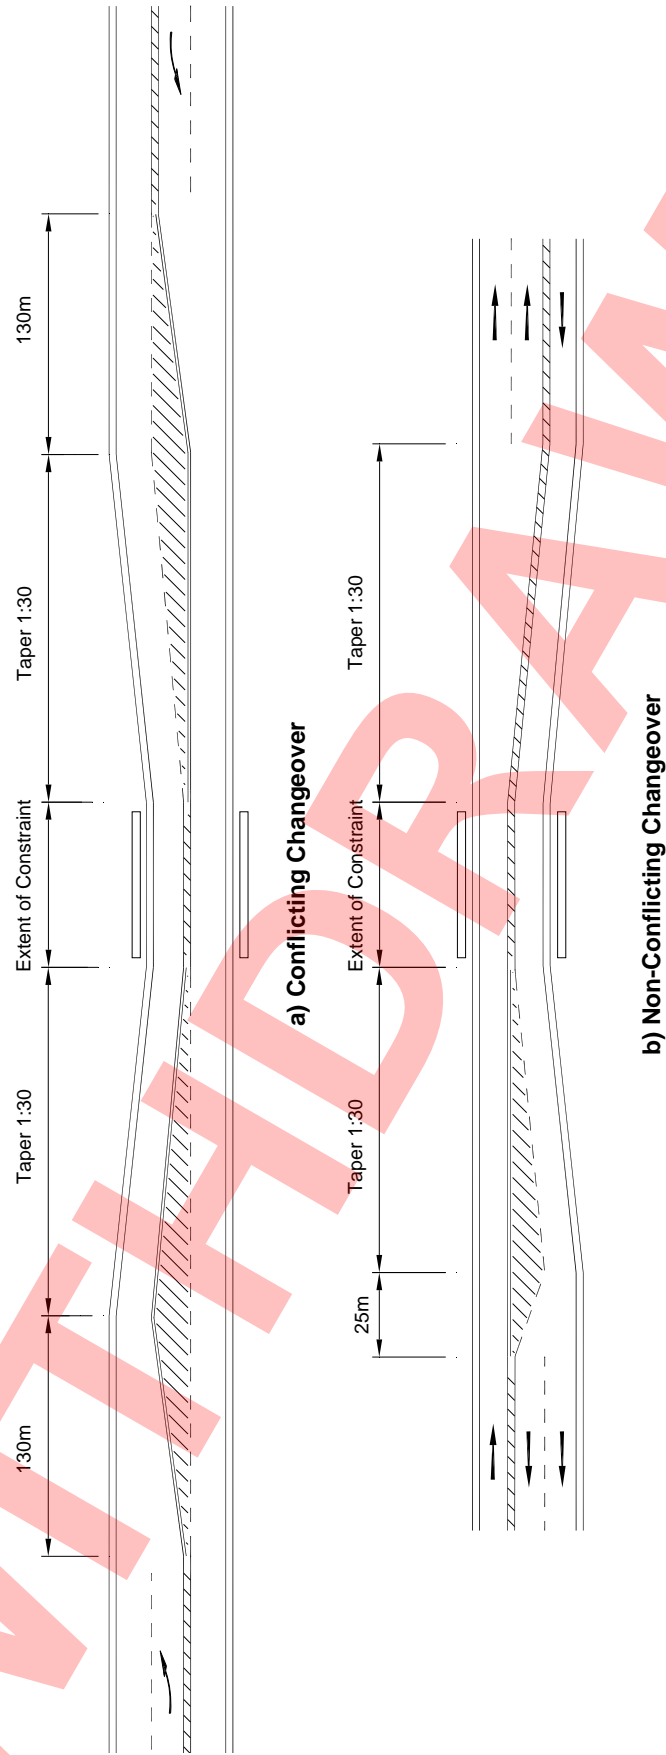 130m
Taper 1:30
Extent of Constraint
Taper 1:30
130m
a) Conflicting Changeover
Taper 1:30
Extent of Constraint
Taper 1:30
25m
b) Non-Conflicting Changeover
WITHDRAW